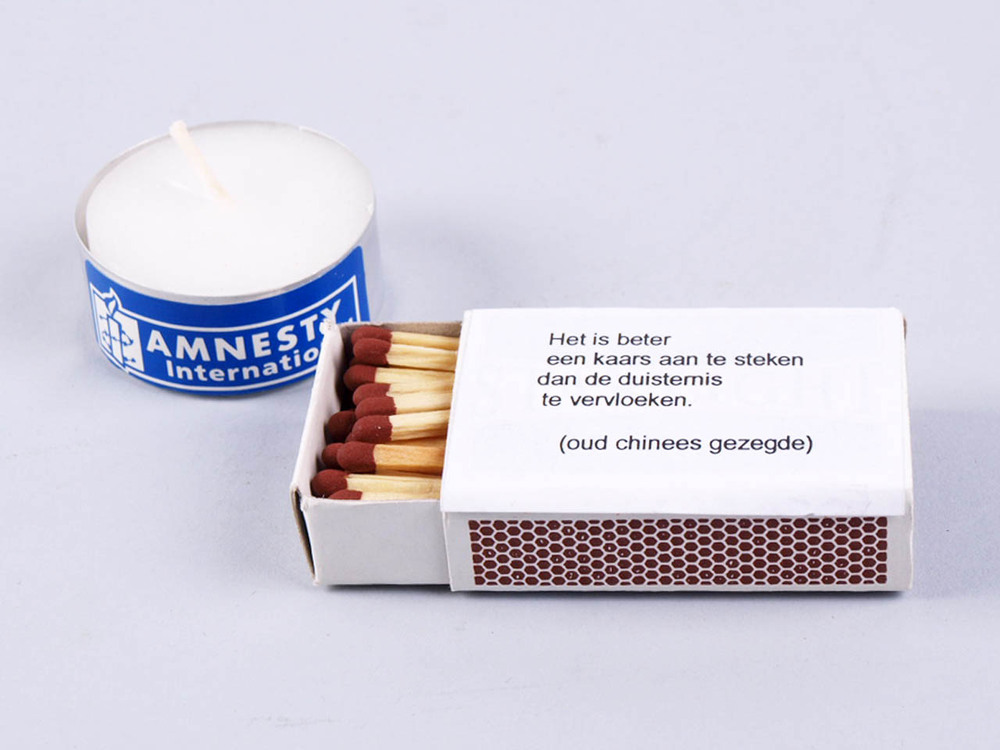 AMNESTY
Internatio
Het is beter
een kaars aan te steken
dan de duisternis
te vervloeken.
(oud chinees gezegde)